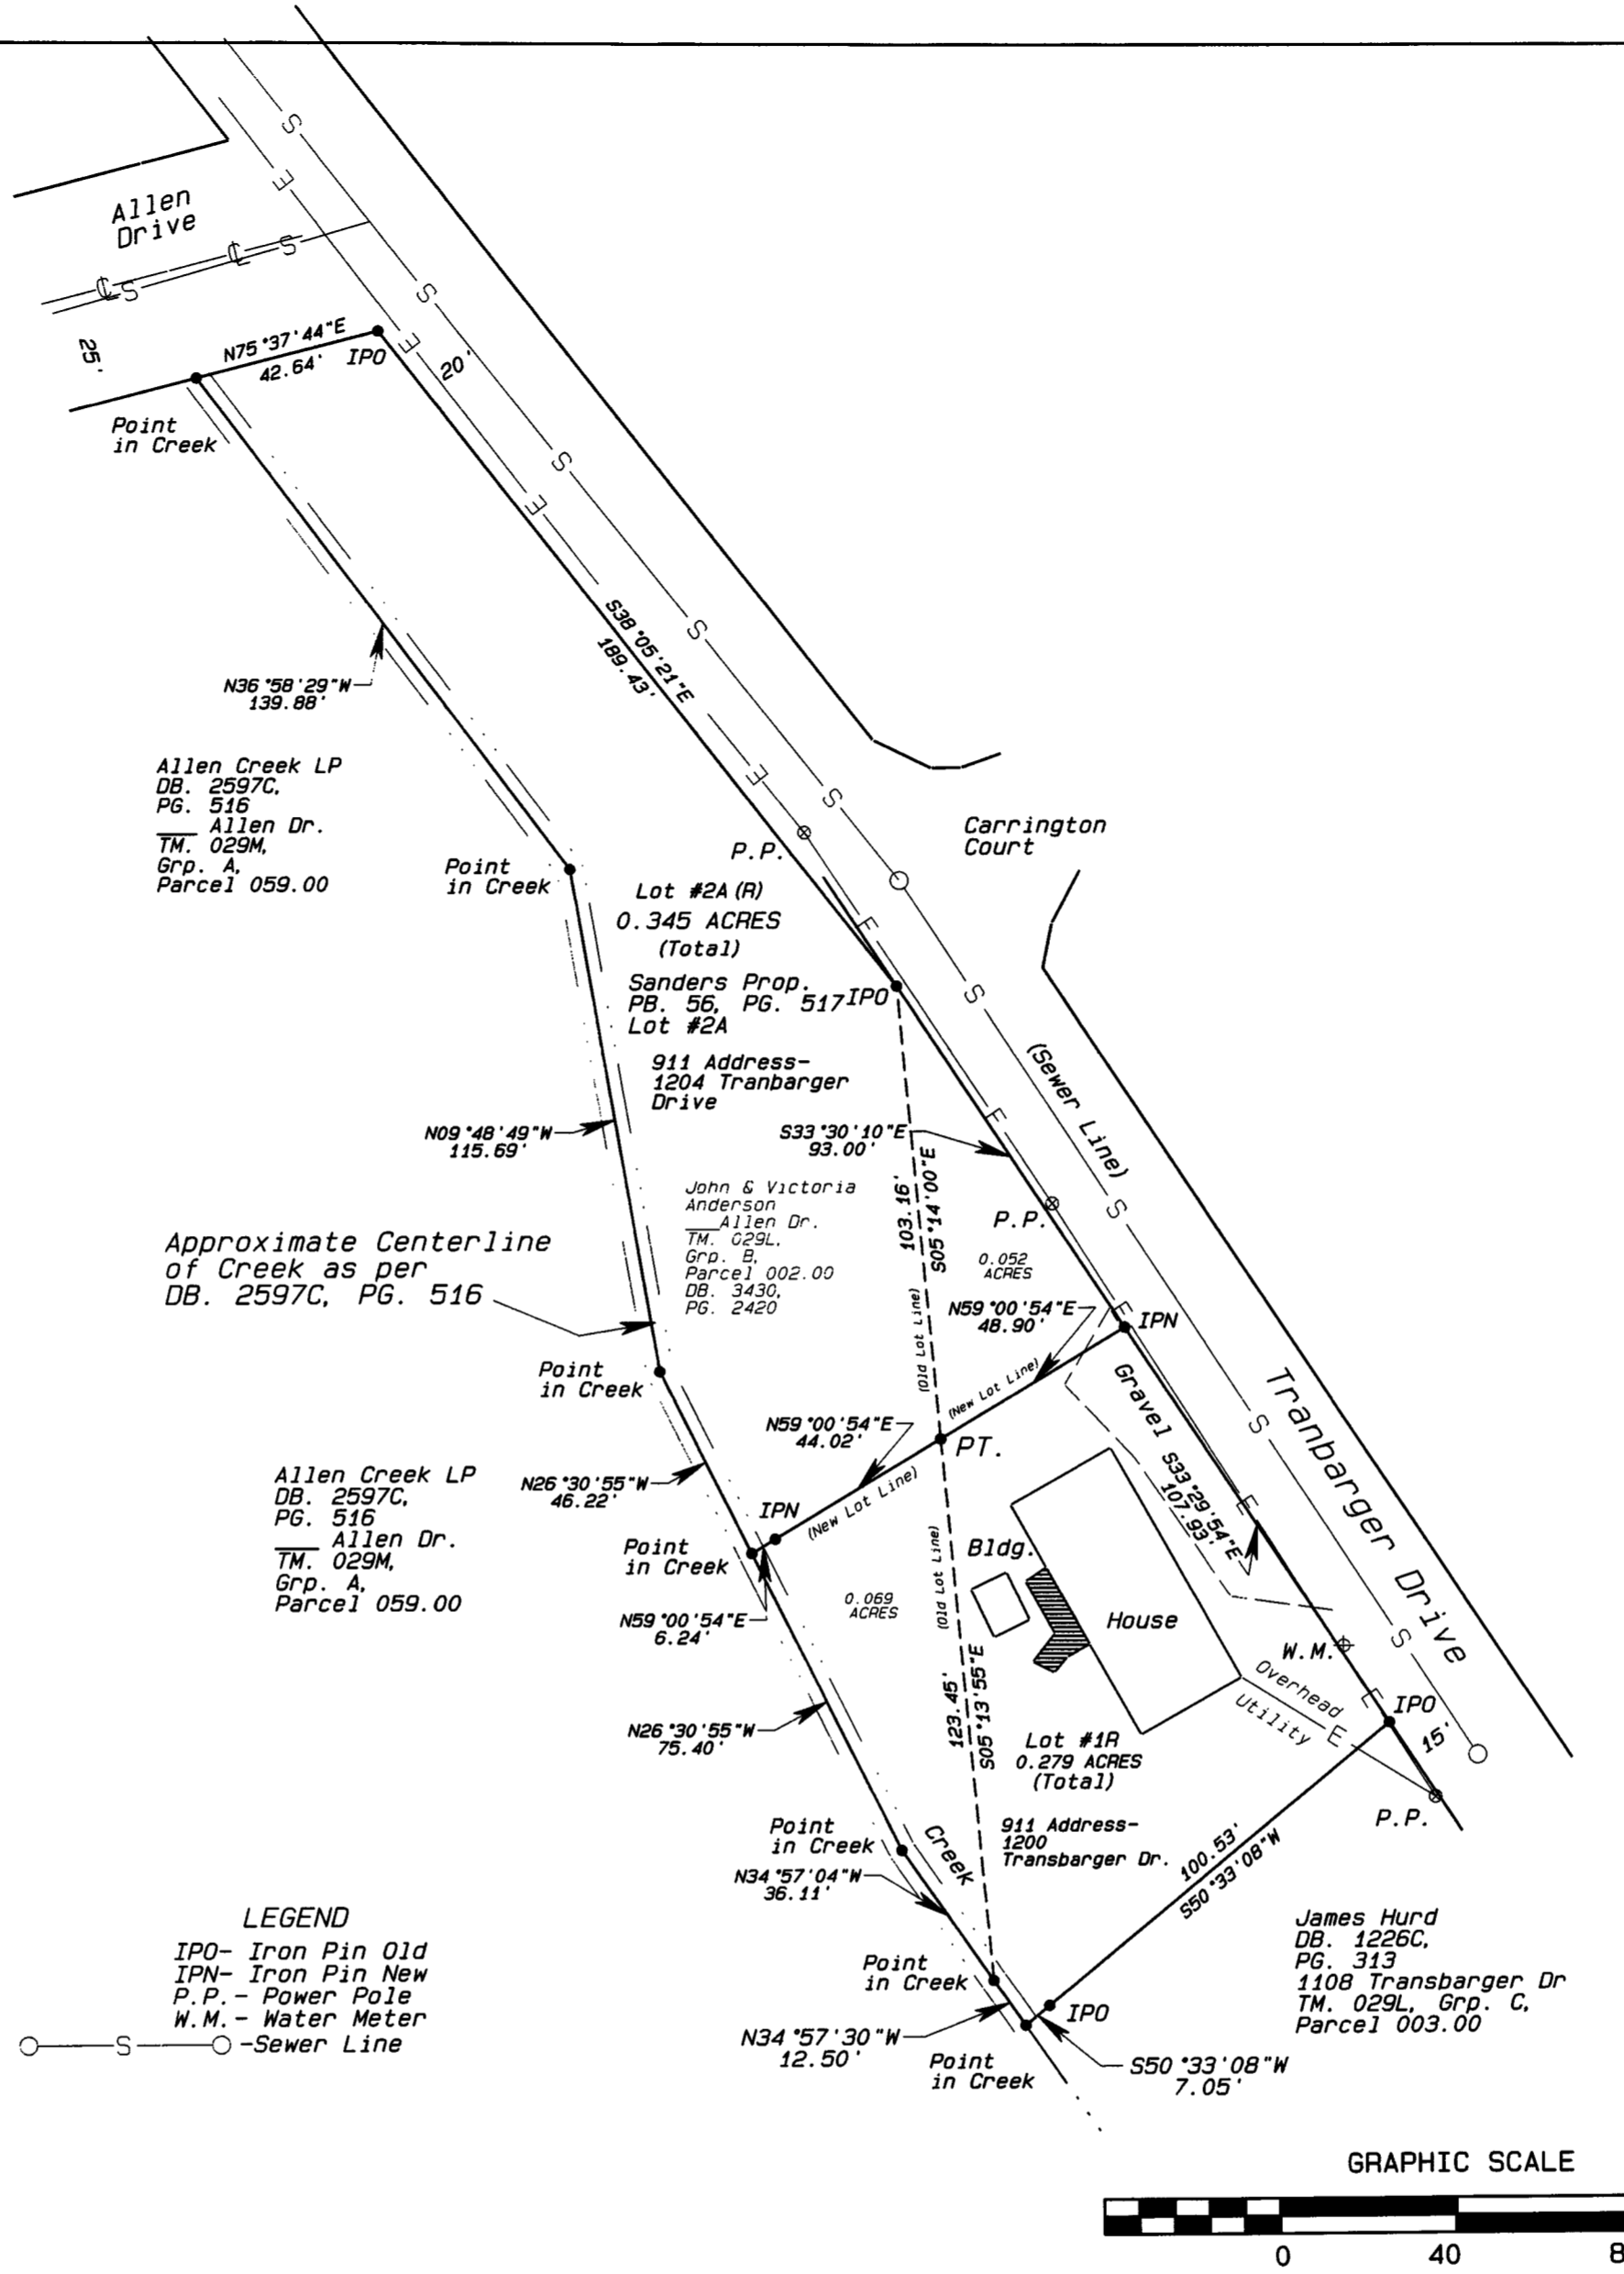 Allen
Drive
25'
N75°37'44"E
42.64'
IPO
20'
Point
in Creek
S38°05'21"E
189.43'
N36°58'29"W
139.88'
Allen Creek LP
DB. 2597C,
PG. 516
___ Allen Dr.
TM. 029M,
Grp. A,
Parcel 059.00
Point
in Creek
P.P.
Carrington
Court
Lot #2A(R)
0.345 ACRES
(Total)
Sanders Prop.
PB. 56, PG. 517
Lot #2A
IPO
911 Address-
1204 Tranbarger
Drive
(Sewer Line)
N09°48'49"W
115.69'
S33°30'10"E
93.00'
103.16'
S05°14'00"E
John & Victoria
Anderson
___Allen Dr.
TM. 029L,
Grp. B,
Parcel 002.00
DB. 3430,
PG. 2420
P.P.
0.052
ACRES
Approximate Centerline
of Creek as per
DB. 2597C, PG. 516
N59°00'54"E
48.90'
IPN
(Old Lot Line)
(New Lot Line)
Point
in Creek
Gravel
S33°29'54"E
107.93'
Tranbarger Drive
N59°00'54"E
44.02'
PT.
(New Lot Line)
Allen Creek LP
DB. 2597C,
PG. 516
___ Allen Dr.
TM. 029M,
Grp. A,
Parcel 059.00
N26°30'55"W
46.22'
IPN
Point
in Creek
(Old Lot Line)
Bldg.
0.069
ACRES
House
N59°00'54"E
6.24'
W.M.
Overhead
Utility
IPO
15'
123.45'
S05°13'55"E
N26°30'55"W
75.40'
Lot #1R
0.279 ACRES
(Total)
P.P.
Point
in Creek
Creek
911 Address-
1200
Transbarger Dr.
100.53'
S50°33'08"W
N34°57'04"W
36.11'
LEGEND
IPO- Iron Pin Old
IPN- Iron Pin New
P.P.- Power Pole
W.M.- Water Meter
S -Sewer Line
James Hurd
DB. 1226C,
PG. 313
1108 Transbarger Dr
TM. 029L, Grp. C,
Parcel 003.00
Point
in Creek
IPO
N34°57'30"W
12.50'
Point
in Creek
S50°33'08"W
7.05'
GRAPHIC SCALE
0 40 8